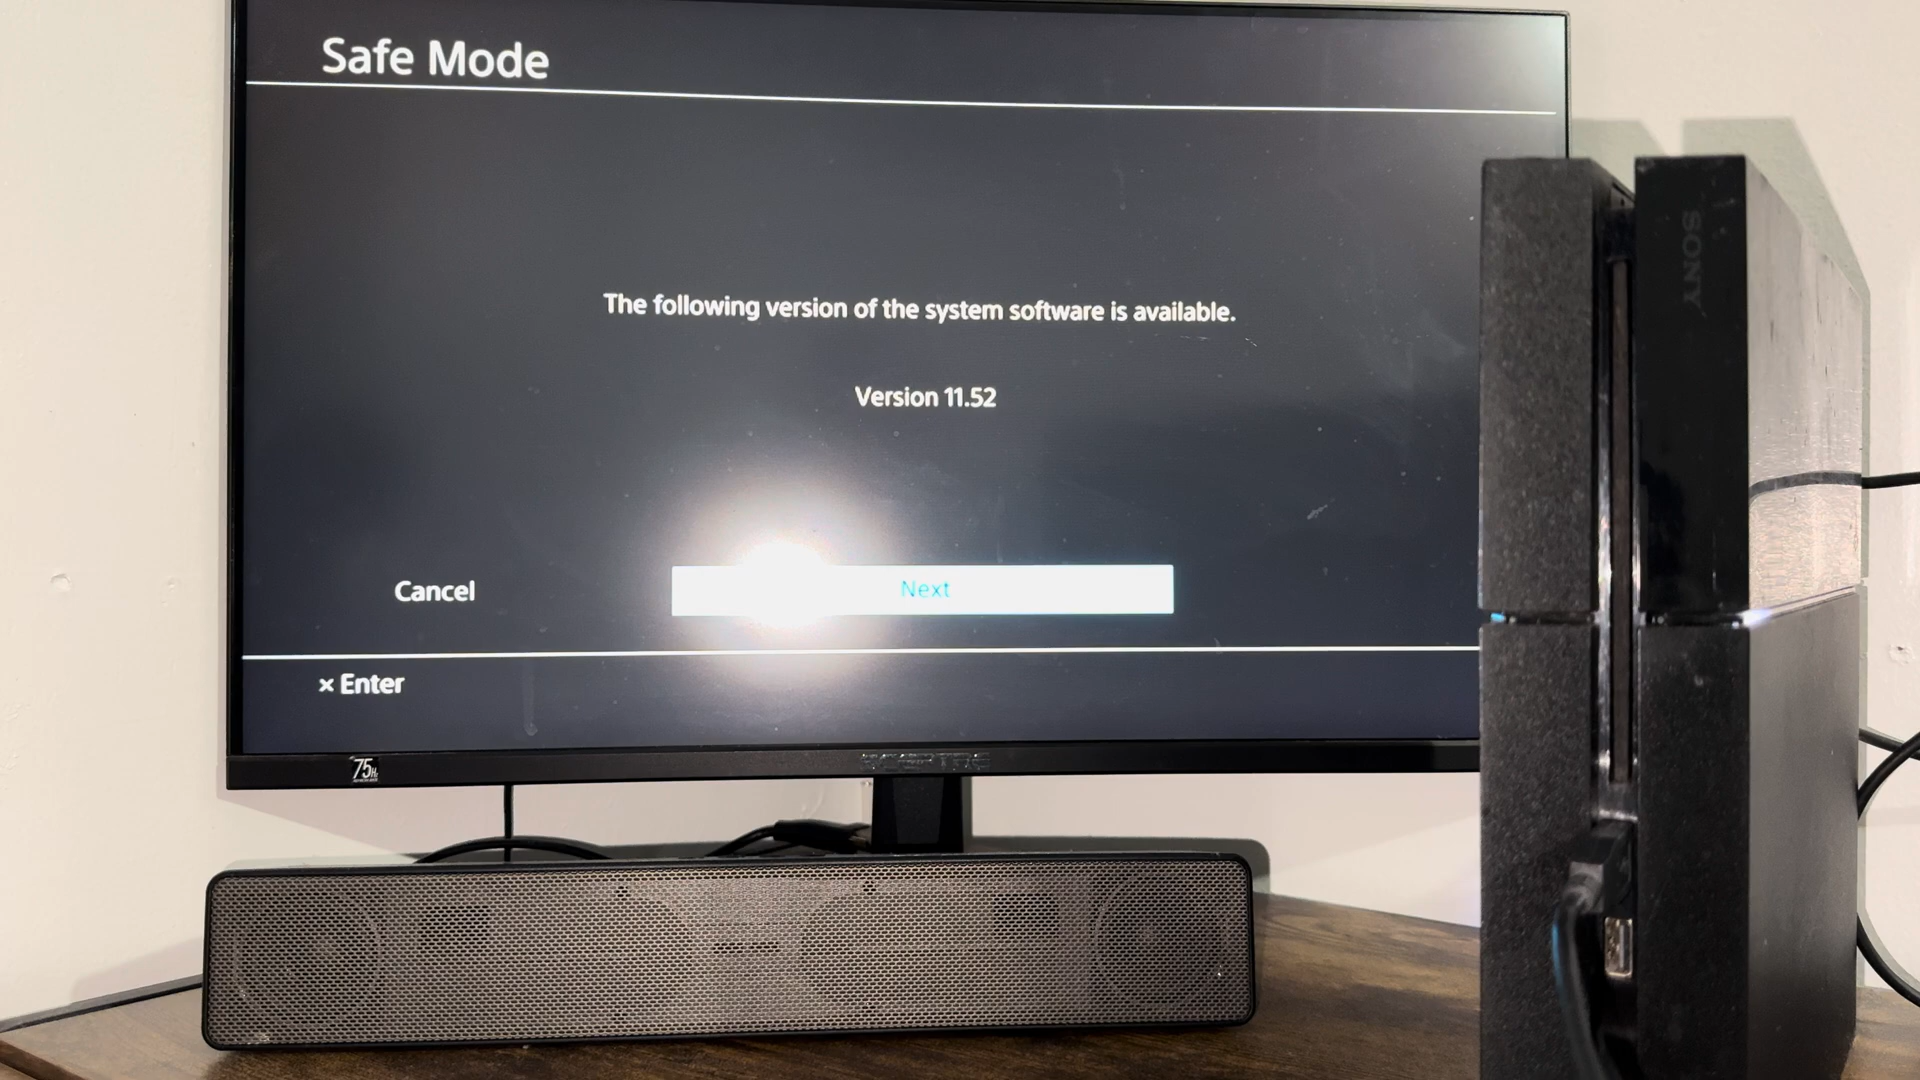 Safe Mode
The following version of the system software is available.
Version 11.52
Cancel
Next
× Enter
75Hz
SCEPTRE
SONY